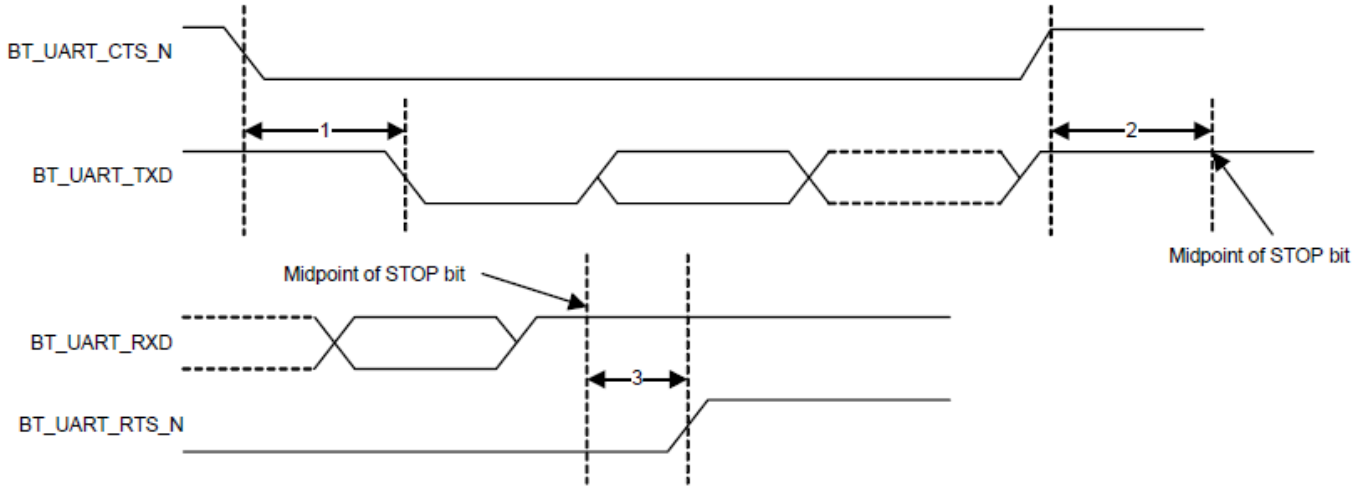 BT_UART_CTS_N
1
2
BT_UART_TXD
Midpoint of STOP bit
Midpoint of STOP bit
BT_UART_RXD
3
BT_UART_RTS_N